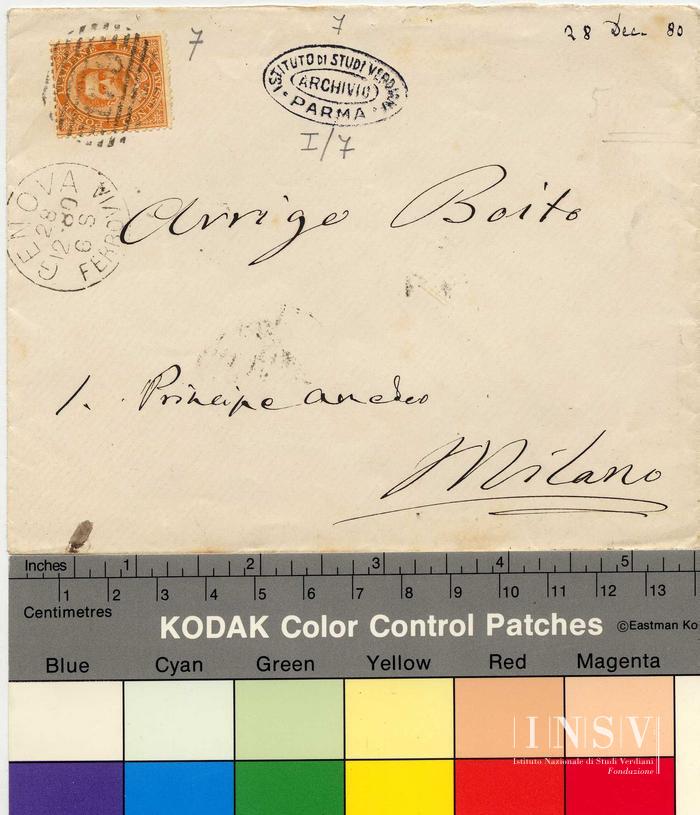 7
7
28 Dec. 80
ISTITUTO DI STUDI VERDIANI
ARCHIVIO
PARMA
I/7
5
GENOVA
28
12 80
6 S
FERROVIA
Arrigo Boito
1. Principe Amedeo
Milano
Inches 1 2 3 4 5
1 2 3 4 5 6 7 8 9 10 11 12 13
Centimetres
KODAK Color Control Patches ©Eastman Ko
Blue Cyan Green Yellow Red Magenta
INSV
Istituto Nazionale di Studi Verdiani
Fondazione